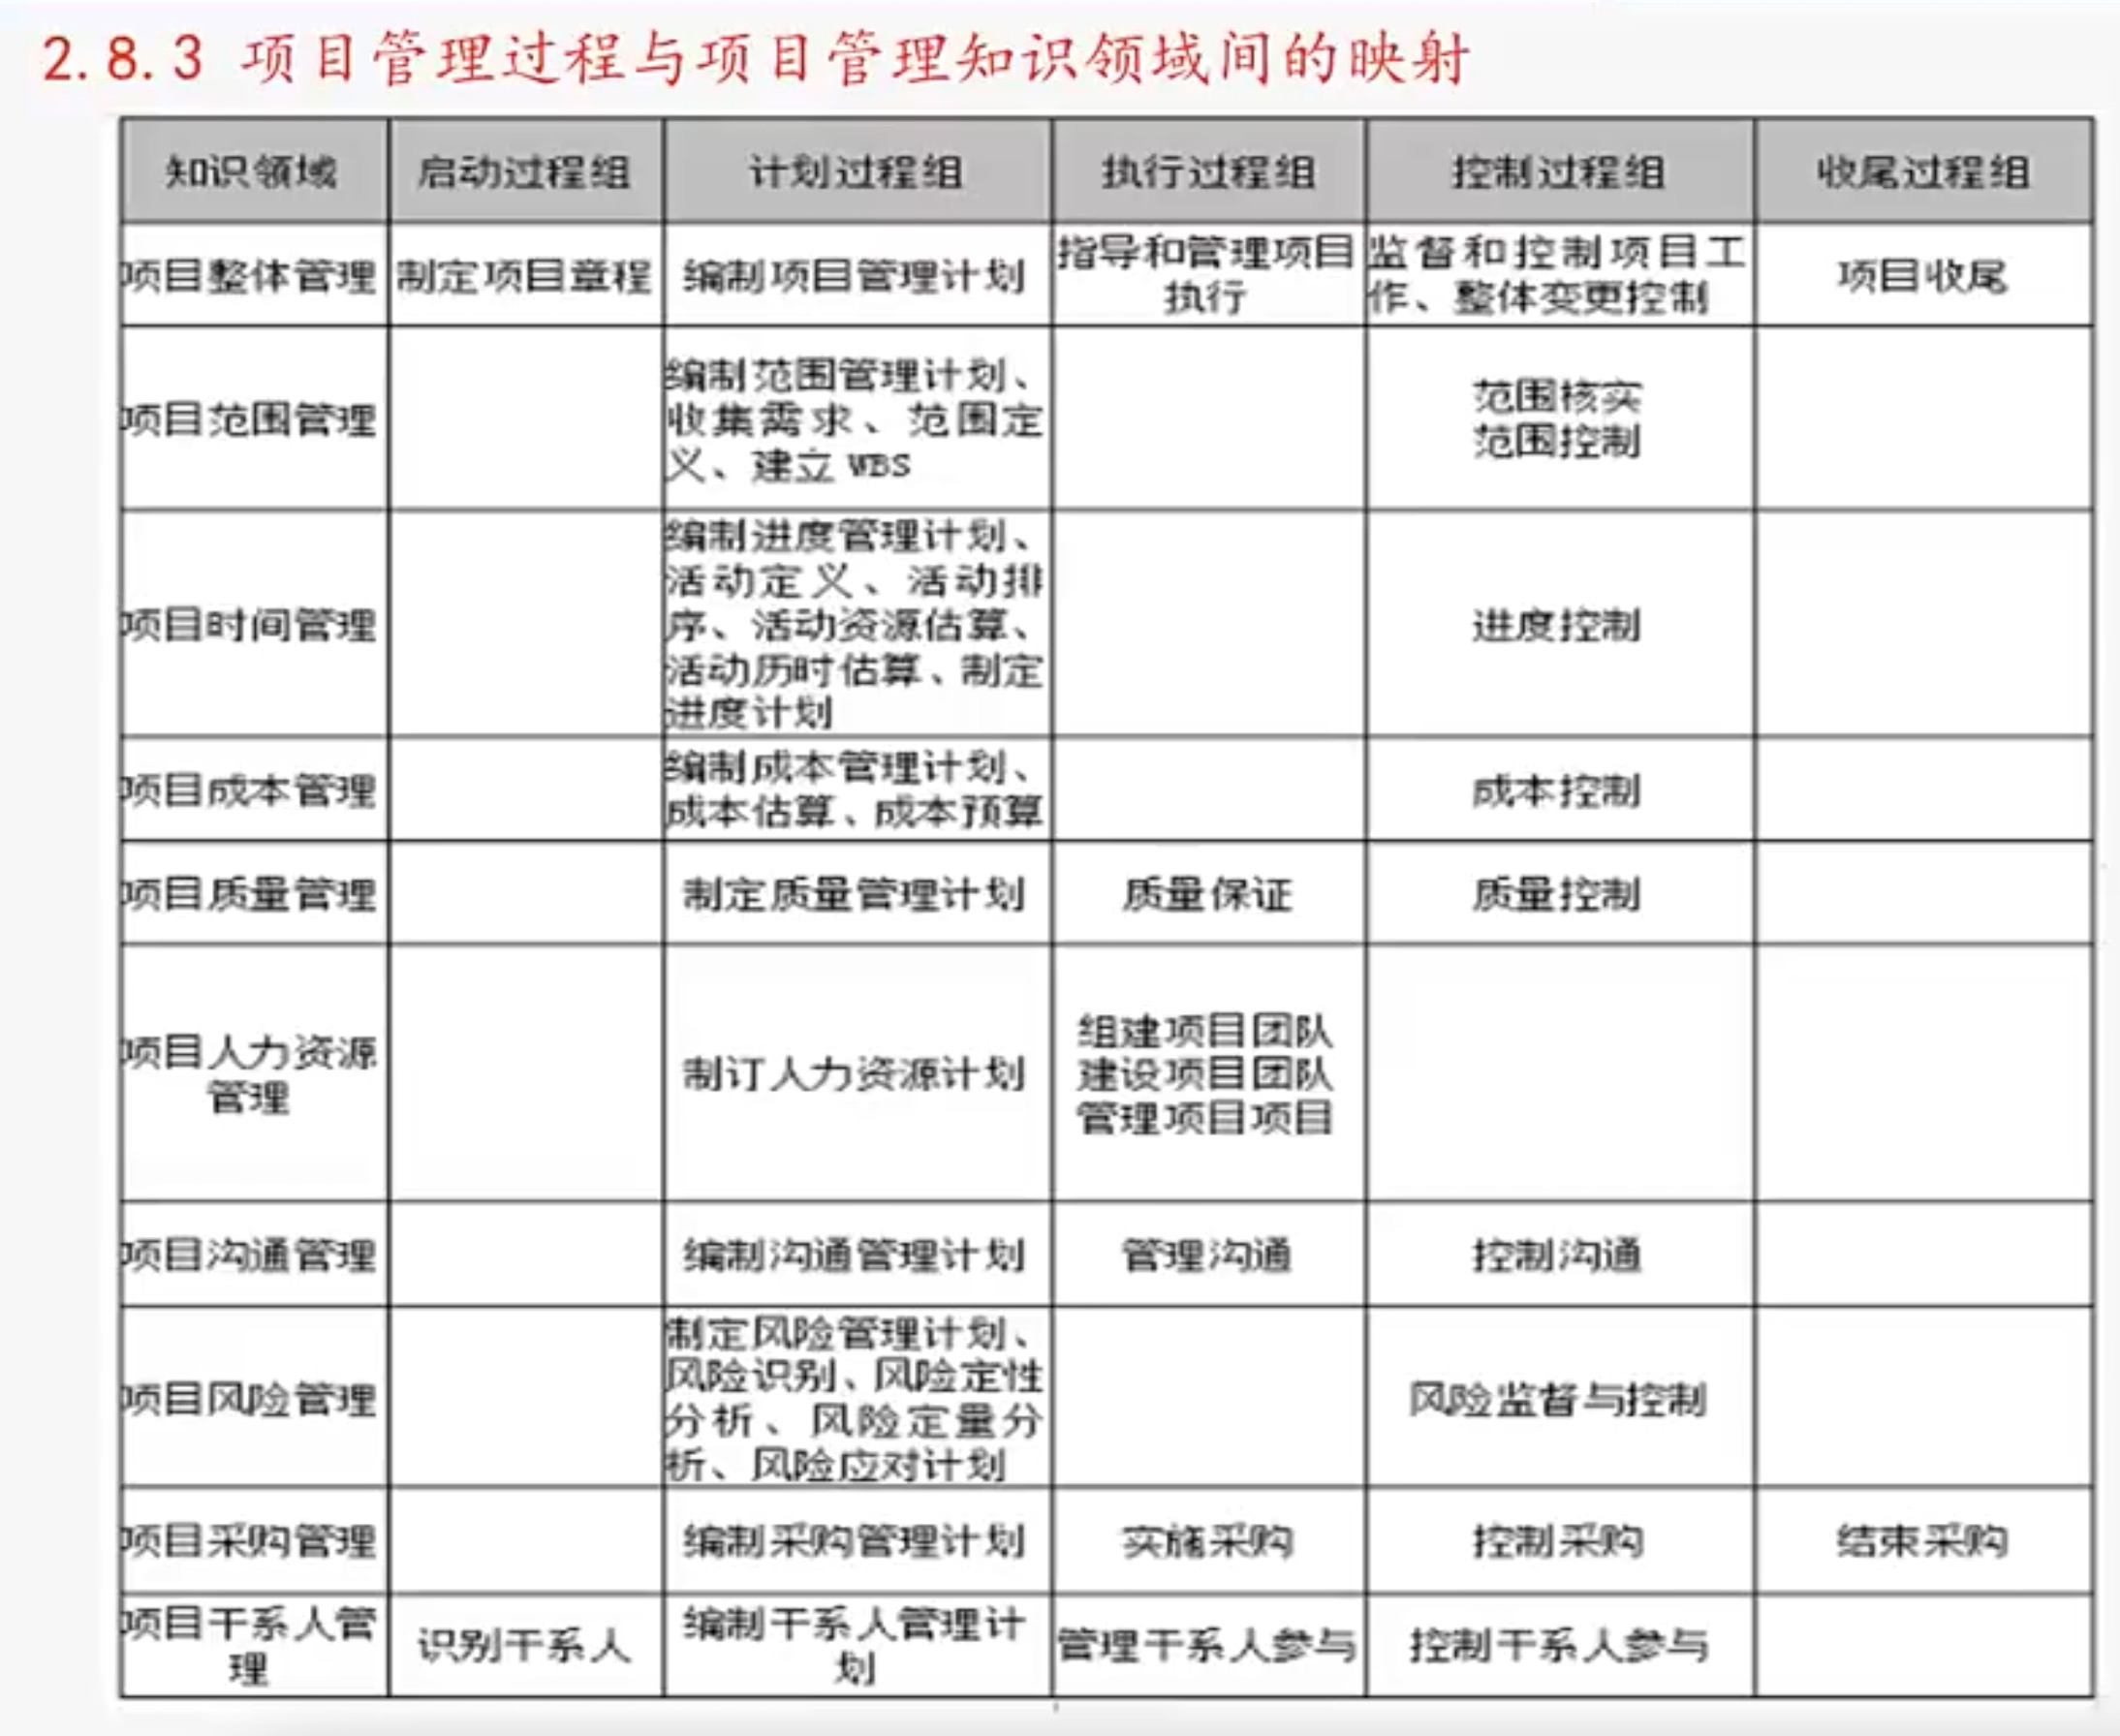 2.8.3 项目管理过程与项目管理知识领域间的映射
知识领域 启动过程组 计划过程组 执行过程组 控制过程组 收尾过程组
项目整体管理 制定项目章程 编制项目管理计划 指导和管理项目 监督和控制项目工 项目收尾
执行 作、整体变更控制
项目范围管理
编制范围管理计划、
收集需求、范围定
义、建立 WBS
范围核实
范围控制
项目时间管理
编制进度管理计划、
活动定义、活动排
序、活动资源估算、
活动历时估算、制定
进度计划
进度控制
项目成本管理
编制成本管理计划、
成本估算、成本预算
成本控制
项目质量管理 制定质量管理计划 质量保证 质量控制
项目人力资源
管理
制订人力资源计划
组建项目团队
建设项目团队
管理项目项目
项目沟通管理 编制沟通管理计划 管理沟通 控制沟通
项目风险管理
制定风险管理计划、
风险识别、风险定性
分析、风险定量分
析、风险应对计划
风险监督与控制
项目采购管理 编制采购管理计划 实施采购 控制采购 结束采购
项目干系人管
理
识别干系人
编制干系人管理计
划
管理干系人参与 控制干系人参与